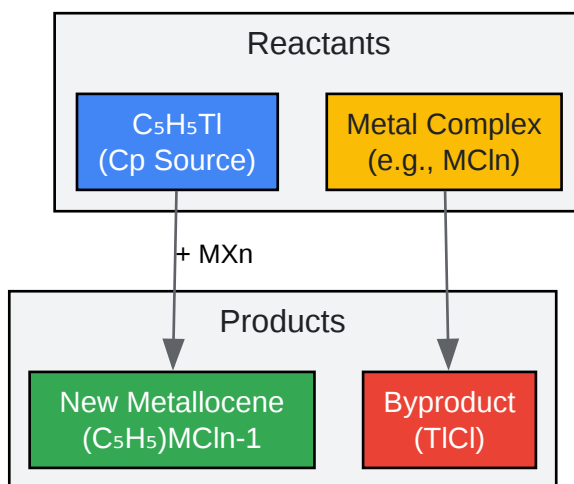 Reactants
C₅H₅Tl
(Cp Source)
Metal Complex
(e.g., MCln)
+ MXn
Products
New Metallocene
(C₅H₅)MCln-1
Byproduct
(TlCl)